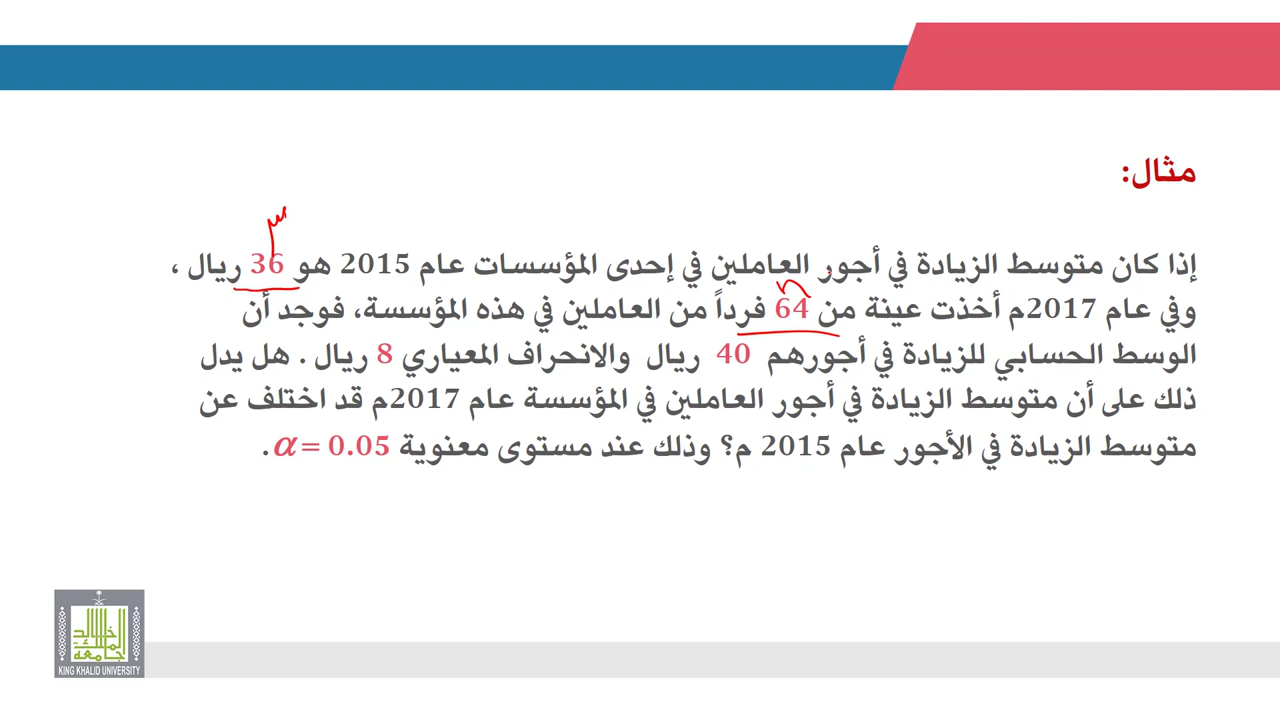 مثال:
إذا كان متوسط الزيادة في أجور العاملين في إحدى المؤسسات عام 2015 هو 36 ريال ،
وفي عام 2017م أخذت عينة من 64 فرداً من العاملين في هذه المؤسسة، فوجد أن
الوسط الحسابي للزيادة في أجورهم 40 ريال والانحراف المعياري 8 ريال . هل يدل
ذلك على أن متوسط الزيادة في أجور العاملين في المؤسسة عام 2017م قد اختلف عن
متوسط الزيادة في الأجور عام 2015 م؟ وذلك عند مستوى معنوية α = 0.05.
جامعة الملك خالد
KING KHALID UNIVERSITY